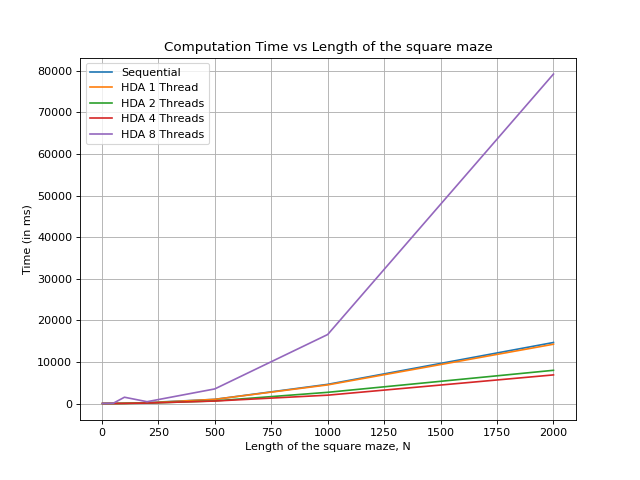 Computation Time vs Length of the square maze
Sequential
HDA 1 Thread
HDA 2 Threads
HDA 4 Threads
HDA 8 Threads
80000
70000
60000
50000
40000
30000
20000
10000
0
Time (in ms)
0 250 500 750 1000 1250 1500 1750 2000
Length of the square maze, N